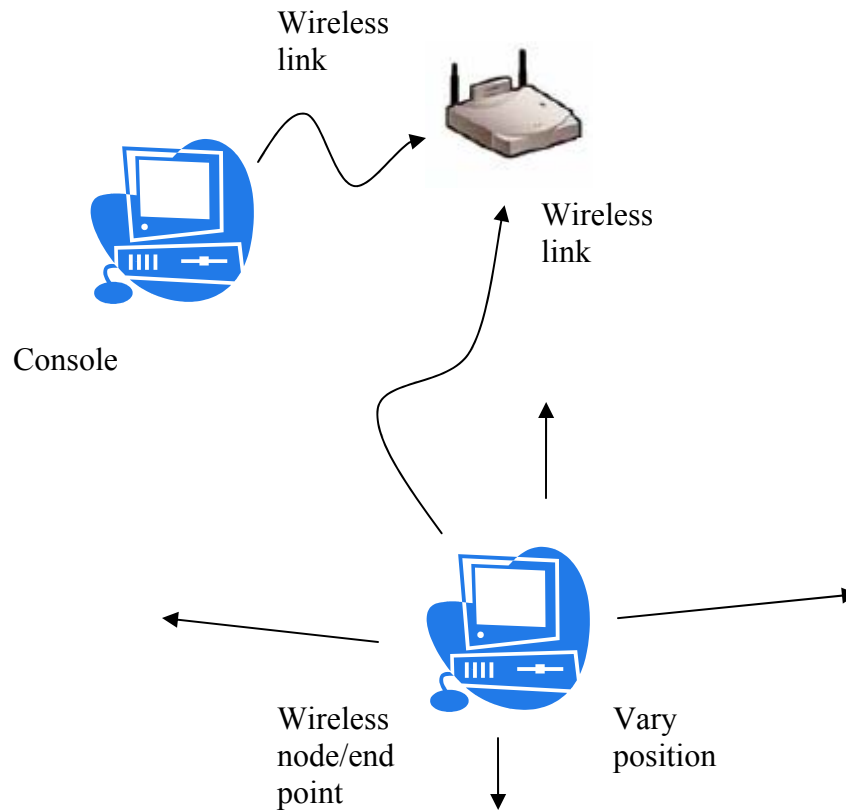 Wireless
link
Wireless
link
Console
Wireless
node/end
point
Vary
position